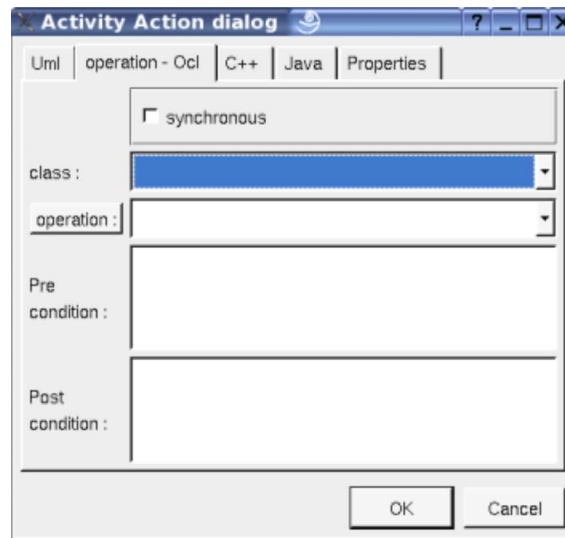 Activity Action dialog
Uml operation - Ocl C++ Java Properties
synchronous
class :
operation :
Pre
condition :
Post
condition :
OK Cancel